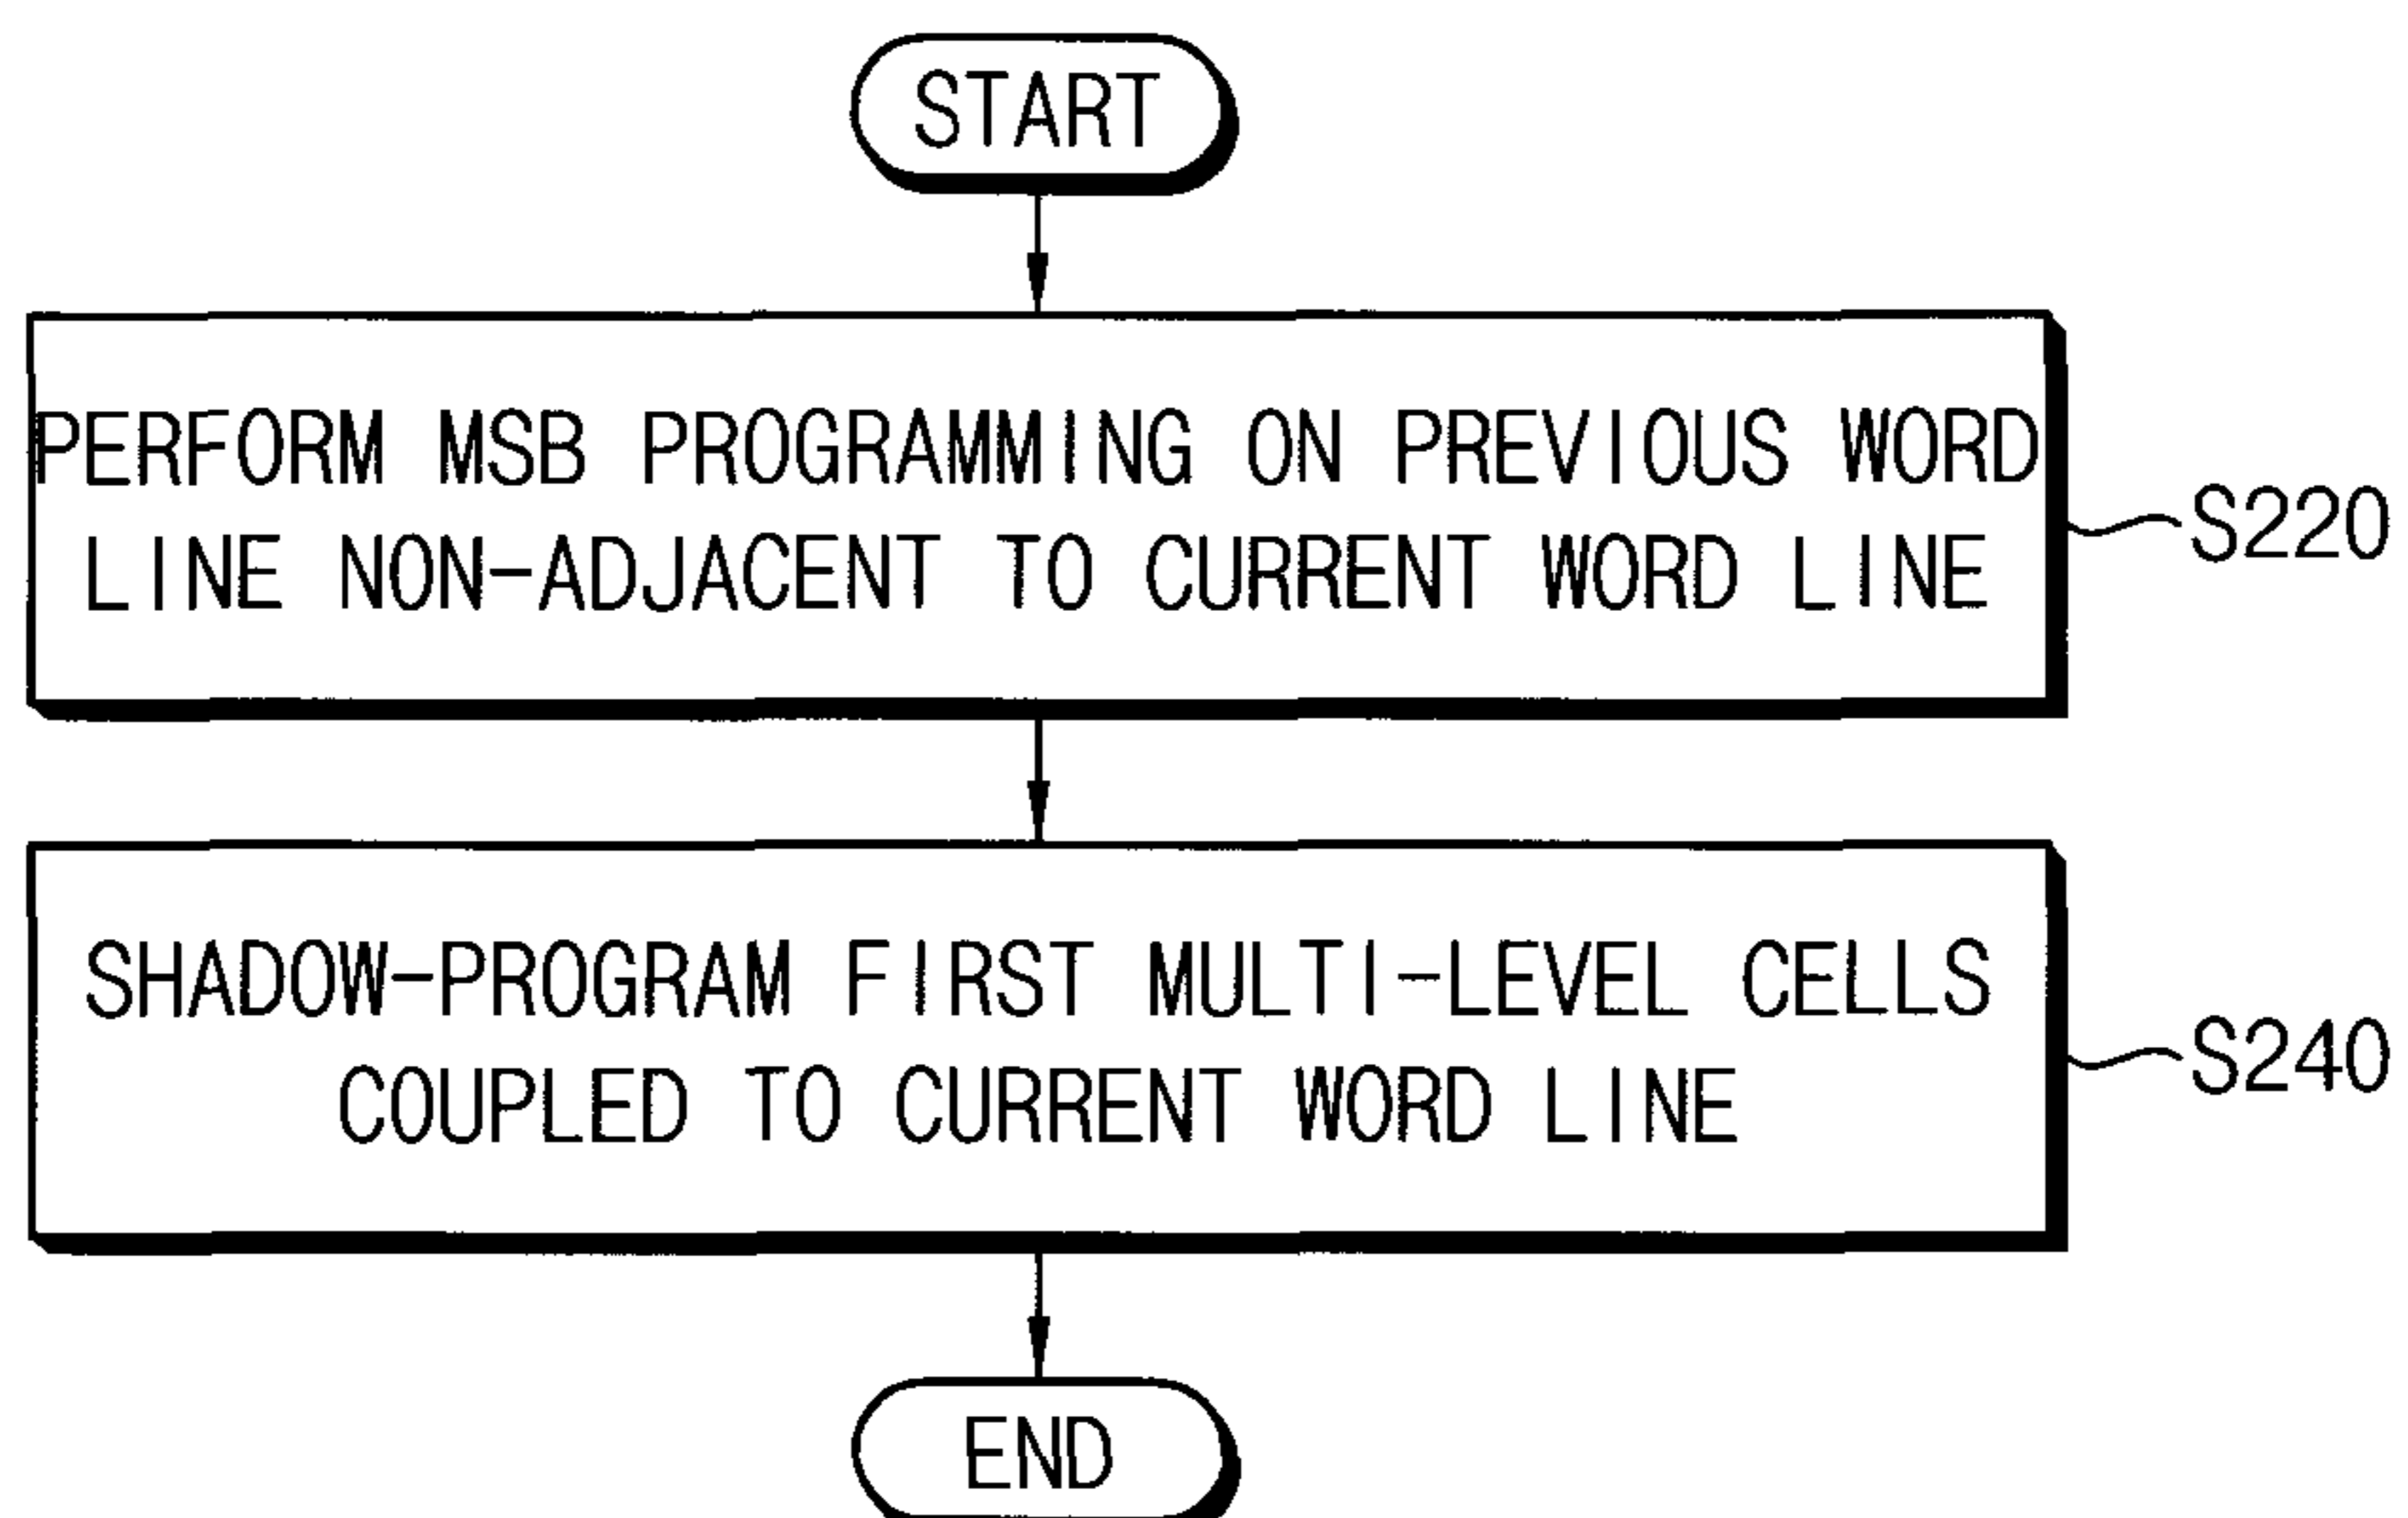 START
PERFORM MSB PROGRAMMING ON PREVIOUS WORD
LINE NON-ADJACENT TO CURRENT WORD LINE
S220
SHADOW-PROGRAM FIRST MULTI-LEVEL CELLS
COUPLED TO CURRENT WORD LINE
S240
END